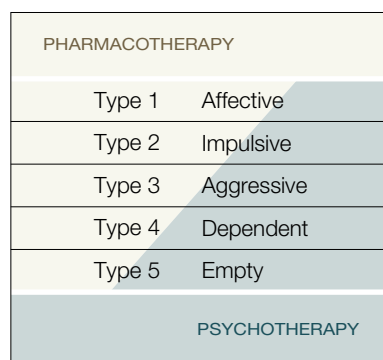 PHARMACOTHERAPY
Type 1 Affective
Type 2 Impulsive
Type 3 Aggressive
Type 4 Dependent
Type 5 Empty
PSYCHOTHERAPY